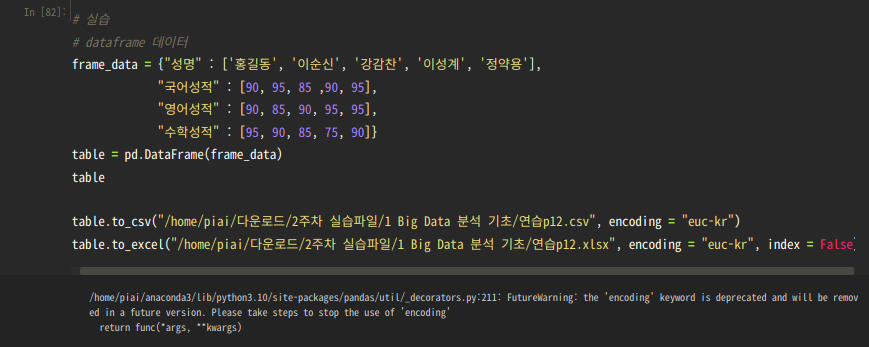 In [82]:
# 실습
# dataframe 데이터
frame_data = {"성명" : ['홍길동', '이순신', '강감찬', '이성계', '정약용'],
"국어성적" : [90, 95, 85 ,90, 95],
"영어성적" : [90, 85, 90, 95, 95],
"수학성적" : [95, 90, 85, 75, 90]}
table = pd.DataFrame(frame_data)
table
table.to_csv("/home/piai/다운로드/2주차 실습파일/1 Big Data 분석 기초/연습p12.csv", encoding = "euc-kr")
table.to_excel("/home/piai/다운로드/2주차 실습파일/1 Big Data 분석 기초/연습p12.xlsx", encoding = "euc-kr", index = False)
/home/piai/anaconda3/lib/python3.10/site-packages/pandas/util/_decorators.py:211: FutureWarning: the 'encoding' keyword is deprecated and will be remov
ed in a future version. Please take steps to stop the use of 'encoding'
return func(*args, **kwargs)